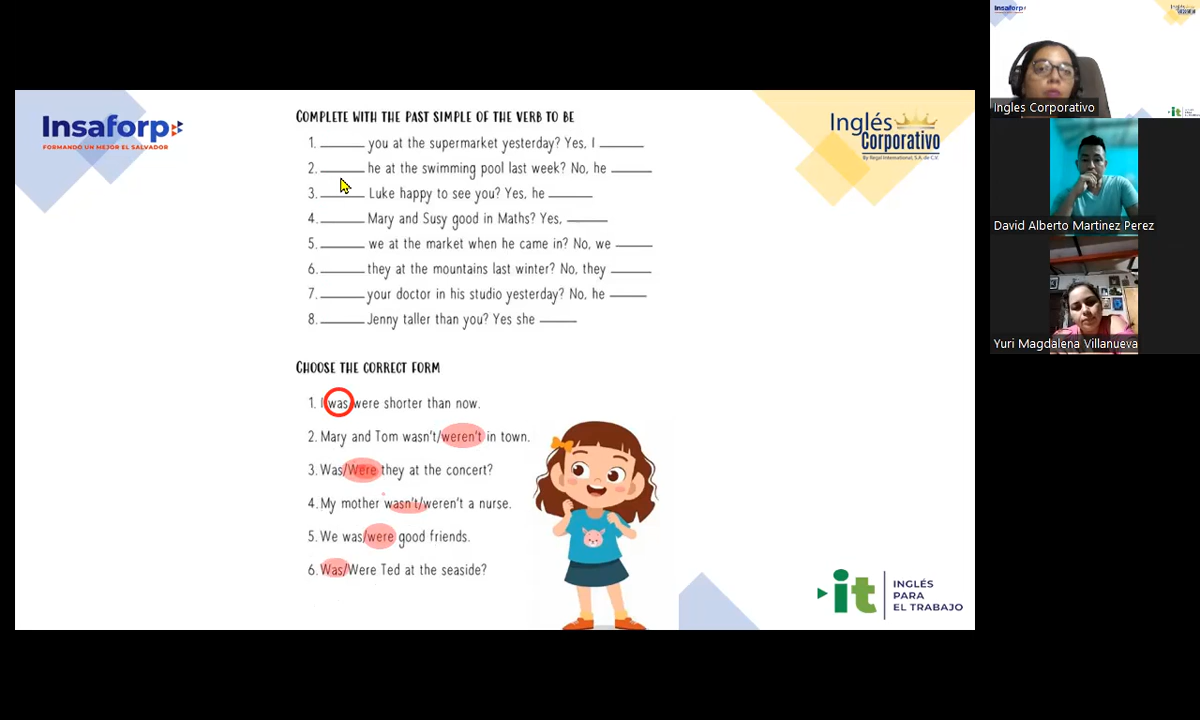 Insaforp
FORMANDO UN MEJOR EL SALVADOR
COMPLETE WITH THE PAST SIMPLE OF THE VERB TO BE
Inglés
Corporativo
By Regal International, S.A. de C.V.
1. ______ you at the supermarket yesterday? Yes, I ______
2. ______ he at the swimming pool last week? No, he ______
3. ______ Luke happy to see you? Yes, he ______
4. ______ Mary and Susy good in Maths? Yes, ______
5. ______ we at the market when he came in? No, we ______
6. ______ they at the mountains last winter? No, they ______
7. ______ your doctor in his studio yesterday? No, he ______
8. ______ Jenny taller than you? Yes she ______
CHOOSE THE CORRECT FORM
1. I was/were shorter than now.
2. Mary and Tom wasn't/weren't in town.
3. Was/Were they at the concert?
4. My mother wasn't/weren't a nurse.
5. We was/were good friends.
6. Was/Were Ted at the seaside?
it
INGLÉS
PARA
EL TRABAJO
Insaforp
Ingles Corporativo
David Alberto Martinez Perez
Yuri Magdalena Villanueva